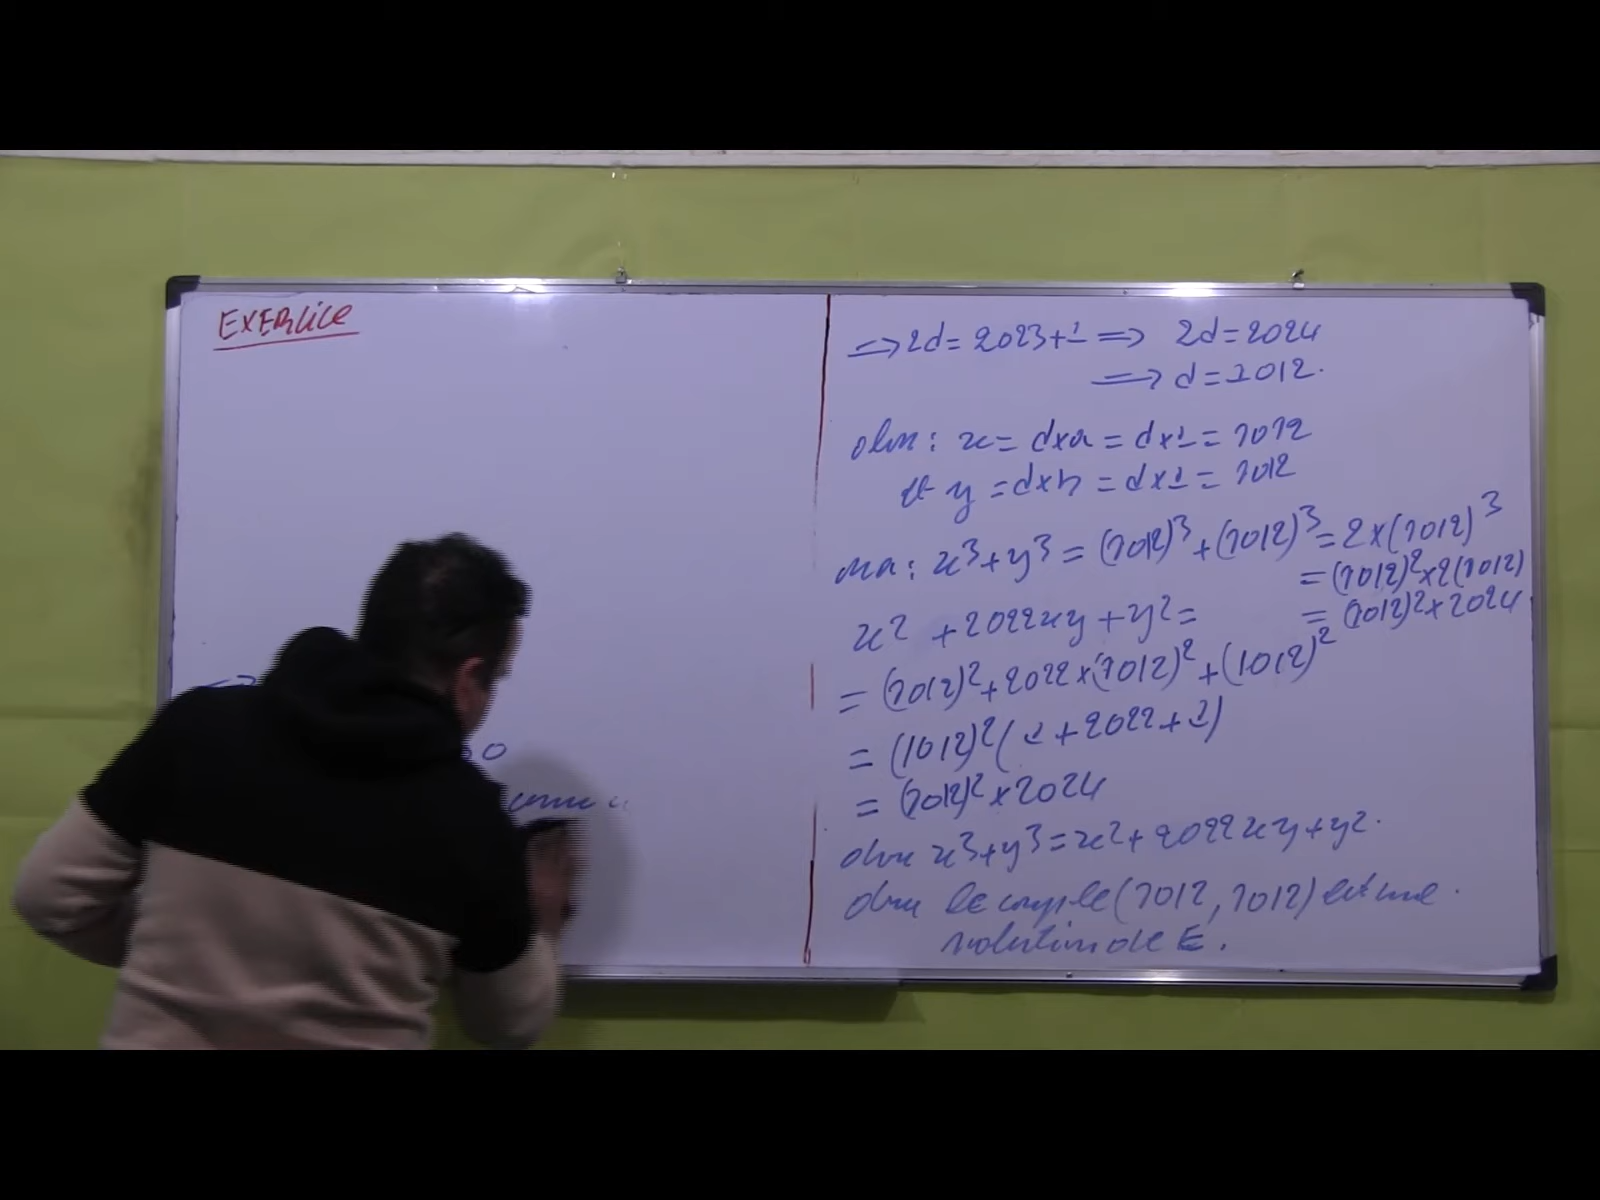 EXERCICE
0
comme
⟹ 2d = 2023+1 ⟹ 2d = 2024
⟹ d = 1012.
donc : x = d×a = d×1 = 1012
et y = d×b = d×1 = 1012
ona : x³+y³ = (1012)³ + (1012)³ = 2×(1012)³
= (1012)²×2(1012)
= (1012)²×2024
x² + 2022xy + y² =
= (1012)² + 2022×(1012)² + (1012)²
= (1012)² (1 + 2022 + 1)
= (1012)² × 2024
donc x³+y³ = x² + 2022xy + y².
donc le couple (1012, 1012) est une
solution de E.